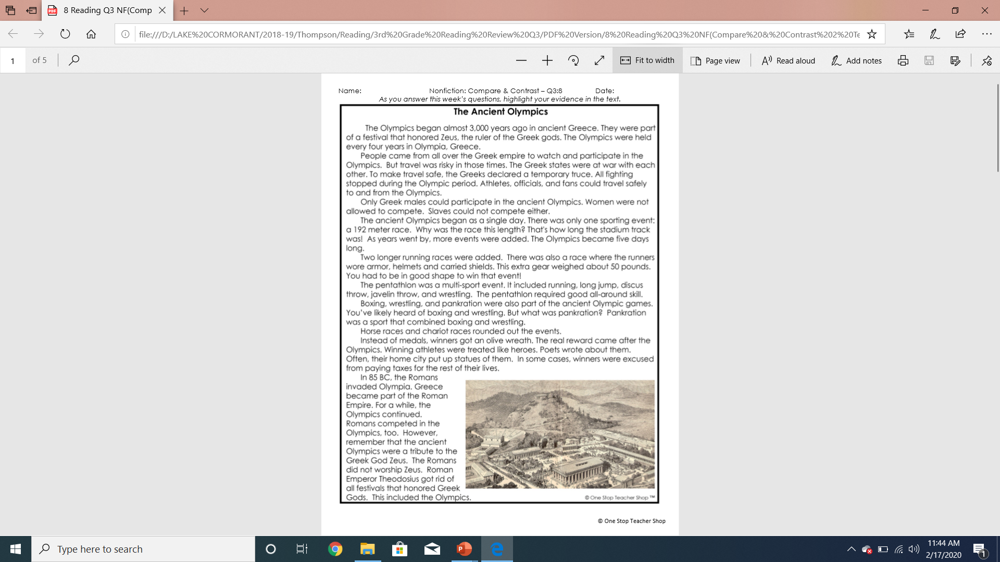 8 Reading Q3 NF(Comp
file:///D:/LAKE%20CORMORANT/2018-19/Thompson/Reading/3rd%20Grade%20Reading%20Review%20Q3/PDF%20Version/8%20Reading%20Q3%20NF(Compare%20&%20Contrast%202%20Te
1 of 5
Fit to width
Page view
Read aloud
Add notes
Name: Nonfiction: Compare & Contrast – Q3:8 Date:
As you answer this week's questions, highlight your evidence in the text.
The Ancient Olympics
The Olympics began almost 3,000 years ago in ancient Greece. They were part
of a festival that honored Zeus, the ruler of the Greek gods. The Olympics were held
every four years in Olympia, Greece.
People came from all over the Greek empire to watch and participate in the
Olympics. But travel was risky in those times. The Greek states were at war with each
other. To make travel safe, the Greeks declared a temporary truce. All fighting
stopped during the Olympic period. Athletes, officials, and fans could travel safely
to and from the Olympics.
Only Greek males could participate in the ancient Olympics. Women were not
allowed to compete. Slaves could not compete either.
The ancient Olympics began as a single day. There was only one sporting event:
a 192 meter race. Why was the race this length? That's how long the stadium track
was! As years went by, more events were added. The Olympics became five days
long.
Two longer running races were added. There was also a race where the runners
wore armor, helmets and carried shields. This extra gear weighed about 50 pounds.
You had to be in good shape to win that event!
The pentathlon was a multi-sport event. It included running, long jump, discus
throw, javelin throw, and wrestling. The pentathlon required good all-around skill.
Boxing, wrestling, and pankration were also part of the ancient Olympic games.
You've likely heard of boxing and wrestling. But what was pankration? Pankration
was a sport that combined boxing and wrestling.
Horse races and chariot races rounded out the events.
Instead of medals, winners got an olive wreath. The real reward came after the
Olympics. Winning athletes were treated like heroes. Poets wrote about them.
Often, their home city put up statues of them. In some cases, winners were excused
from paying taxes for the rest of their lives.
In 85 BC, the Romans
invaded Olympia. Greece
became part of the Roman
Empire. For a while, the
Olympics continued.
Romans competed in the
Olympics, too. However,
remember that the ancient
Olympics were a tribute to the
Greek God Zeus. The Romans
did not worship Zeus. Roman
Emperor Theodosius got rid of
all festivals that honored Greek
Gods. This included the Olympics.
© One Stop Teacher Shop ™
© One Stop Teacher Shop
Type here to search
11:44 AM
2/17/2020
1